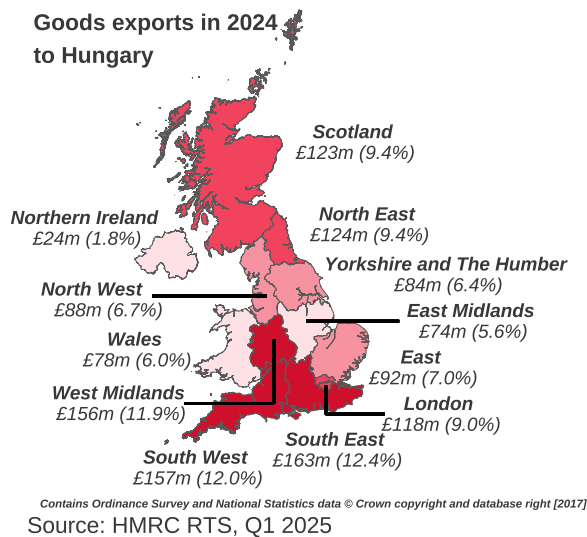 Goods exports in 2024
to Hungary
Scotland
£123m (9.4%)
Northern Ireland
£24m (1.8%)
North East
£124m (9.4%)
Yorkshire and The Humber
£84m (6.4%)
North West
£88m (6.7%)
East Midlands
£74m (5.6%)
Wales
£78m (6.0%)
East
£92m (7.0%)
West Midlands
£156m (11.9%)
London
£118m (9.0%)
South East
£163m (12.4%)
South West
£157m (12.0%)
Contains Ordinance Survey and National Statistics data © Crown copyright and database right [2017]
Source: HMRC RTS, Q1 2025